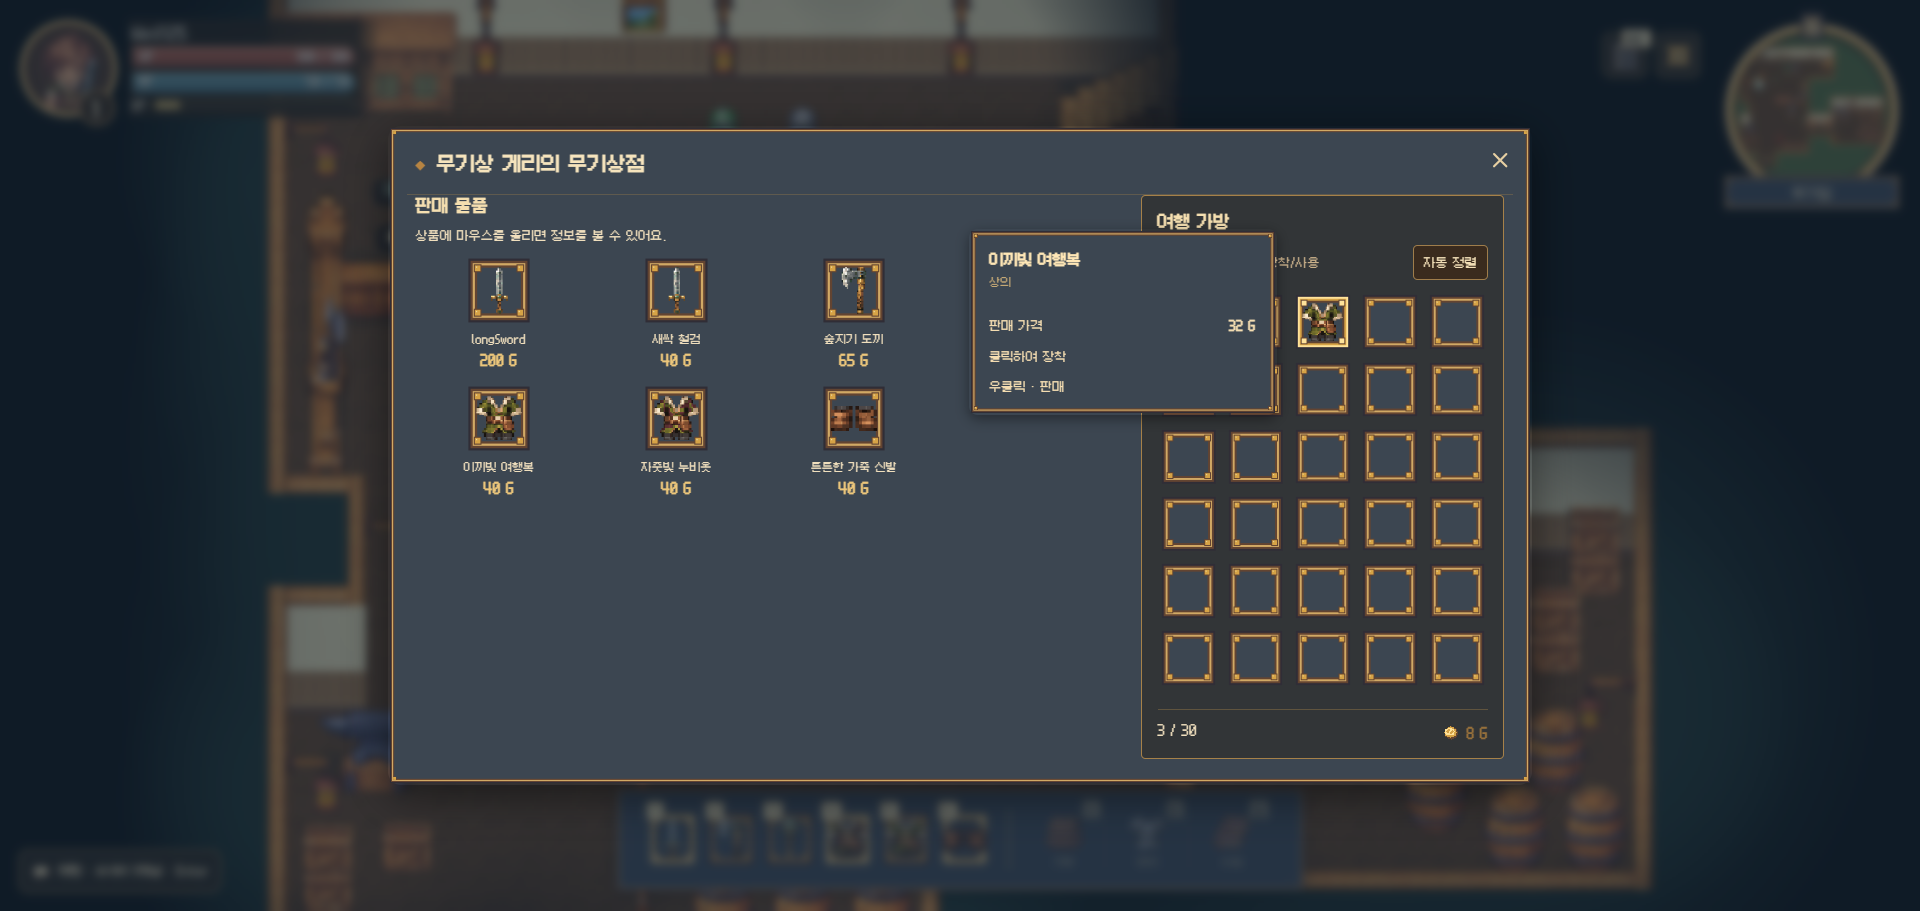 무기상 게리의 무기상점
판매 물품
상품에 마우스를 올리면 정보를 볼 수 있어요.
longSword
200 G
새싹 철검
40 G
숲지기 도끼
65 G
이끼빛 여행복
40 G
자줏빛 누비옷
40 G
튼튼한 가죽 신발
40 G
여행 가방
장착/사용
자동 정렬
이끼빛 여행복
상의
판매 가격
32 G
클릭하여 장착
우클릭 · 판매
3 / 30
8 G